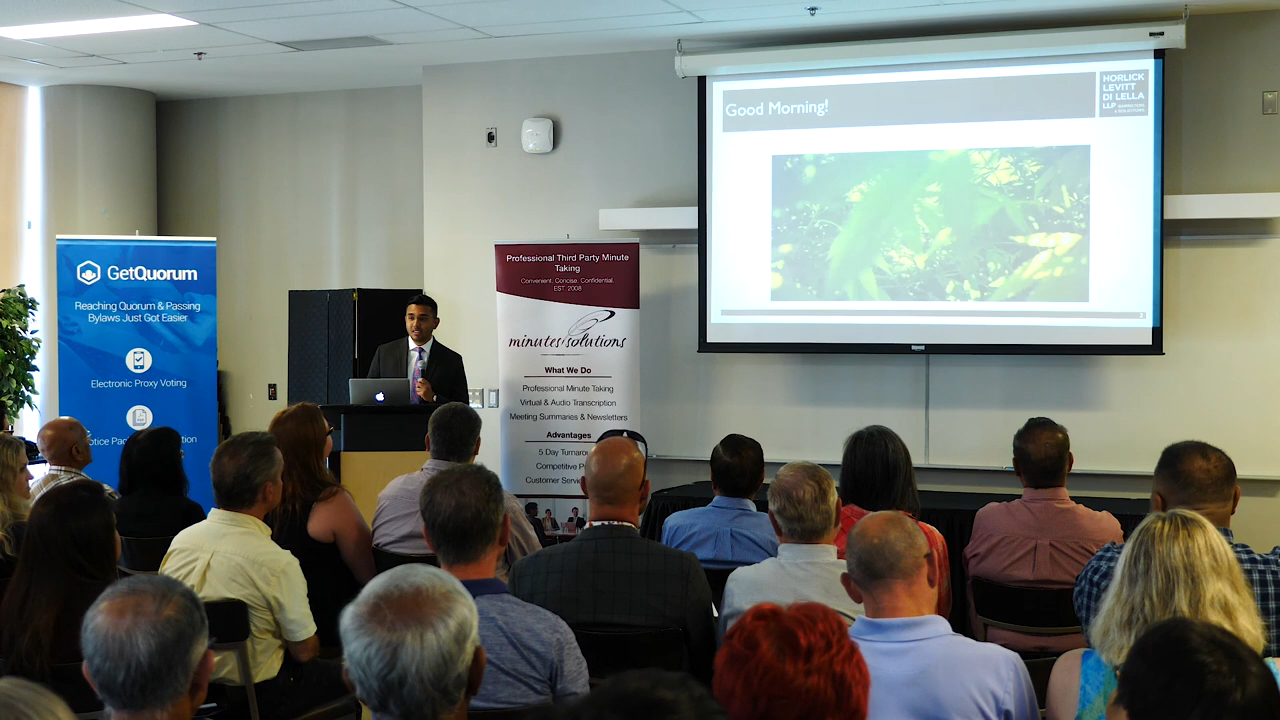 Good Morning!
HORLICK
LEVITT
DI LELLA
LLP
2
GetQuorum
Reaching Quorum & Passing
Bylaws Just Got Easier
Electronic Proxy Voting
Professional Third Party Minute
Taking
Convenient. Concise. Confidential.
EST. 2008
minutes solutions
What We Do
Professional Minute Taking
Virtual & Audio Transcription
Meeting Summaries & Newsletters
Advantages
5 Day
Competitive
Customer